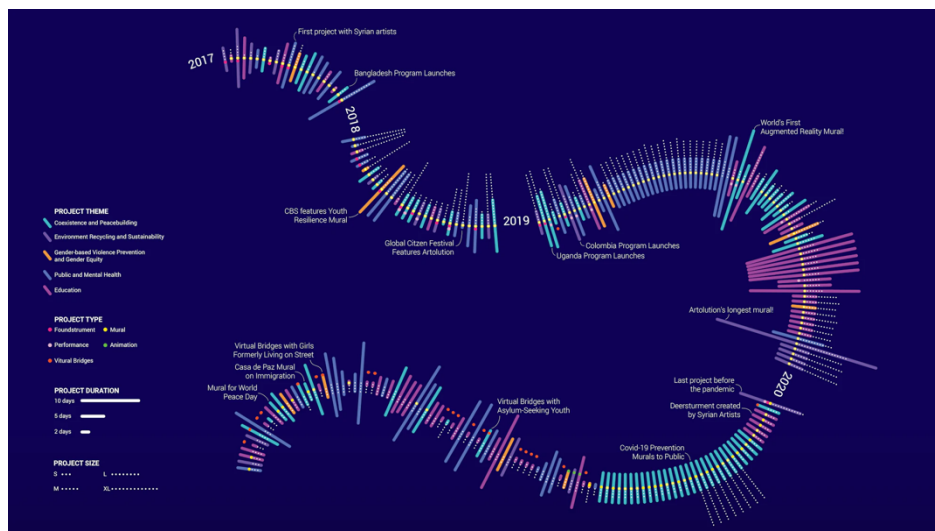 2017
First project with Syrian artists
Bangladesh Program Launches
2018
World's First
Augmented Reality Mural!
CBS features Youth
Resilience Mural
2019
Global Citzen Festival
Features Artolution
Colombia Program Launches
Uganda Program Launches
PROJECT THEME
Coexistence and Peacebuilding
Environment Recycling and Sustainability
Gender-based Violence Prevention
and Gender Equity
Public and Mental Health
Education
Artolution's longest mural!
PROJECT TYPE
Foundstrument
Mural
Performance
Animation
Vitural Bridges
Virtual Bridges with Girls
Formerly Living on Street
Casa de Paz Mural
on Immigration
Mural for World
Peace Day
2020
Last project before
the pandemic
Deersturment created
by Syrian Artists
PROJECT DURATION
10 days
5 days
2 days
Virtual Bridges with
Asylum-Seeking Youth
Covid-19 Prevention
Murals to Public
PROJECT SIZE
S
L
M
XL